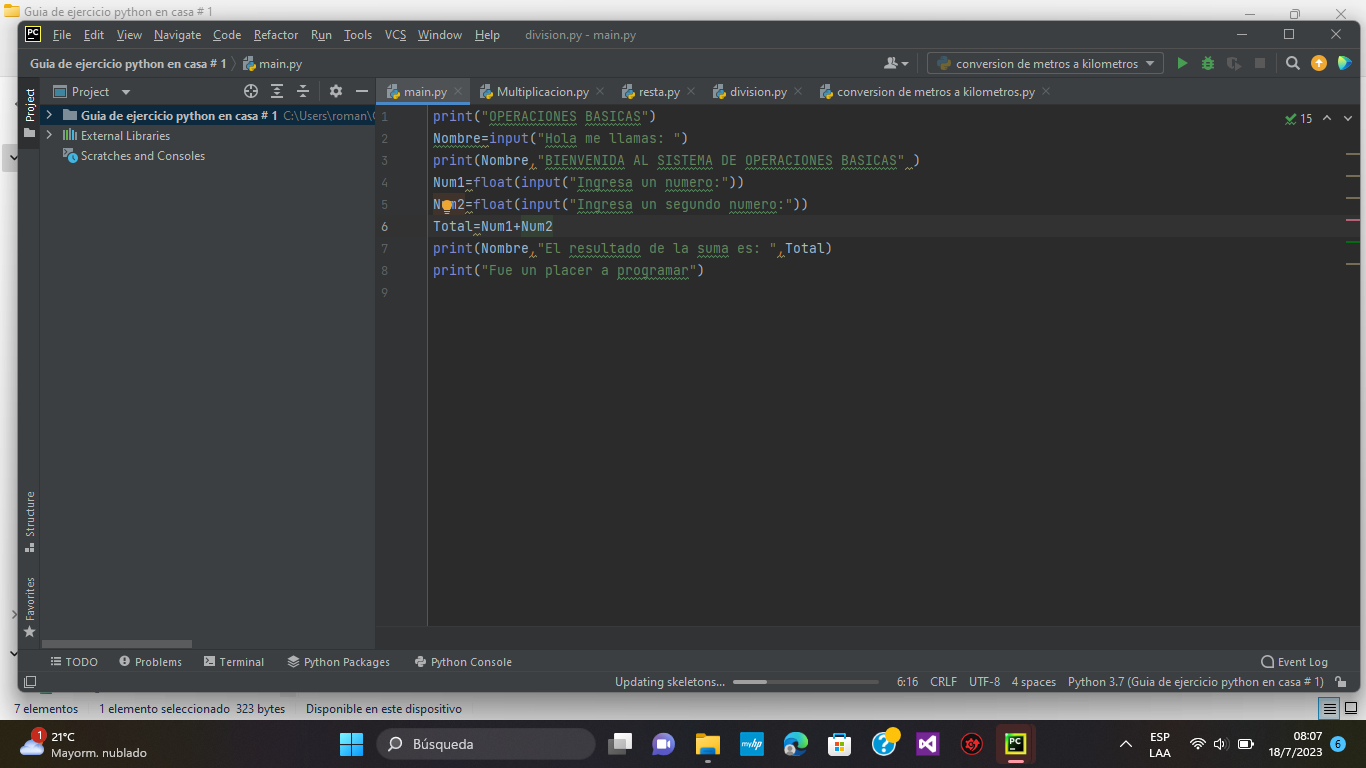 Guia de ejercicio python en casa # 1
PC File Edit View Navigate Code Refactor Run Tools VCS Window Help division.py - main.py
Guia de ejercicio python en casa # 1 main.py conversion de metros a kilometros
Project Project main.py Multiplicacion.py resta.py division.py conversion de metros a kilometros.py
Guia de ejercicio python en casa # 1 C:\Users\roman\
External Libraries
Scratches and Consoles
1 print("OPERACIONES BASICAS") 15
2 Nombre=input("Hola me llamas: ")
3 print(Nombre,"BIENVENIDA AL SISTEMA DE OPERACIONES BASICAS" )
4 Num1=float(input("Ingresa un numero:"))
5 Num2=float(input("Ingresa un segundo numero:"))
6 Total=Num1+Num2
7 print(Nombre,"El resultado de la suma es: ",Total)
8 print("Fue un placer a programar")
9
Structure
Favorites
TODO Problems Terminal Python Packages Python Console Event Log
Updating skeletons... 6:16 CRLF UTF-8 4 spaces Python 3.7 (Guia de ejercicio python en casa # 1)
7 elementos 1 elemento seleccionado 323 bytes Disponible en este dispositivo
1 21°C
Mayorm. nublado
Búsqueda
myhp
PC
ESP
LAA
08:07
18/7/2023
6